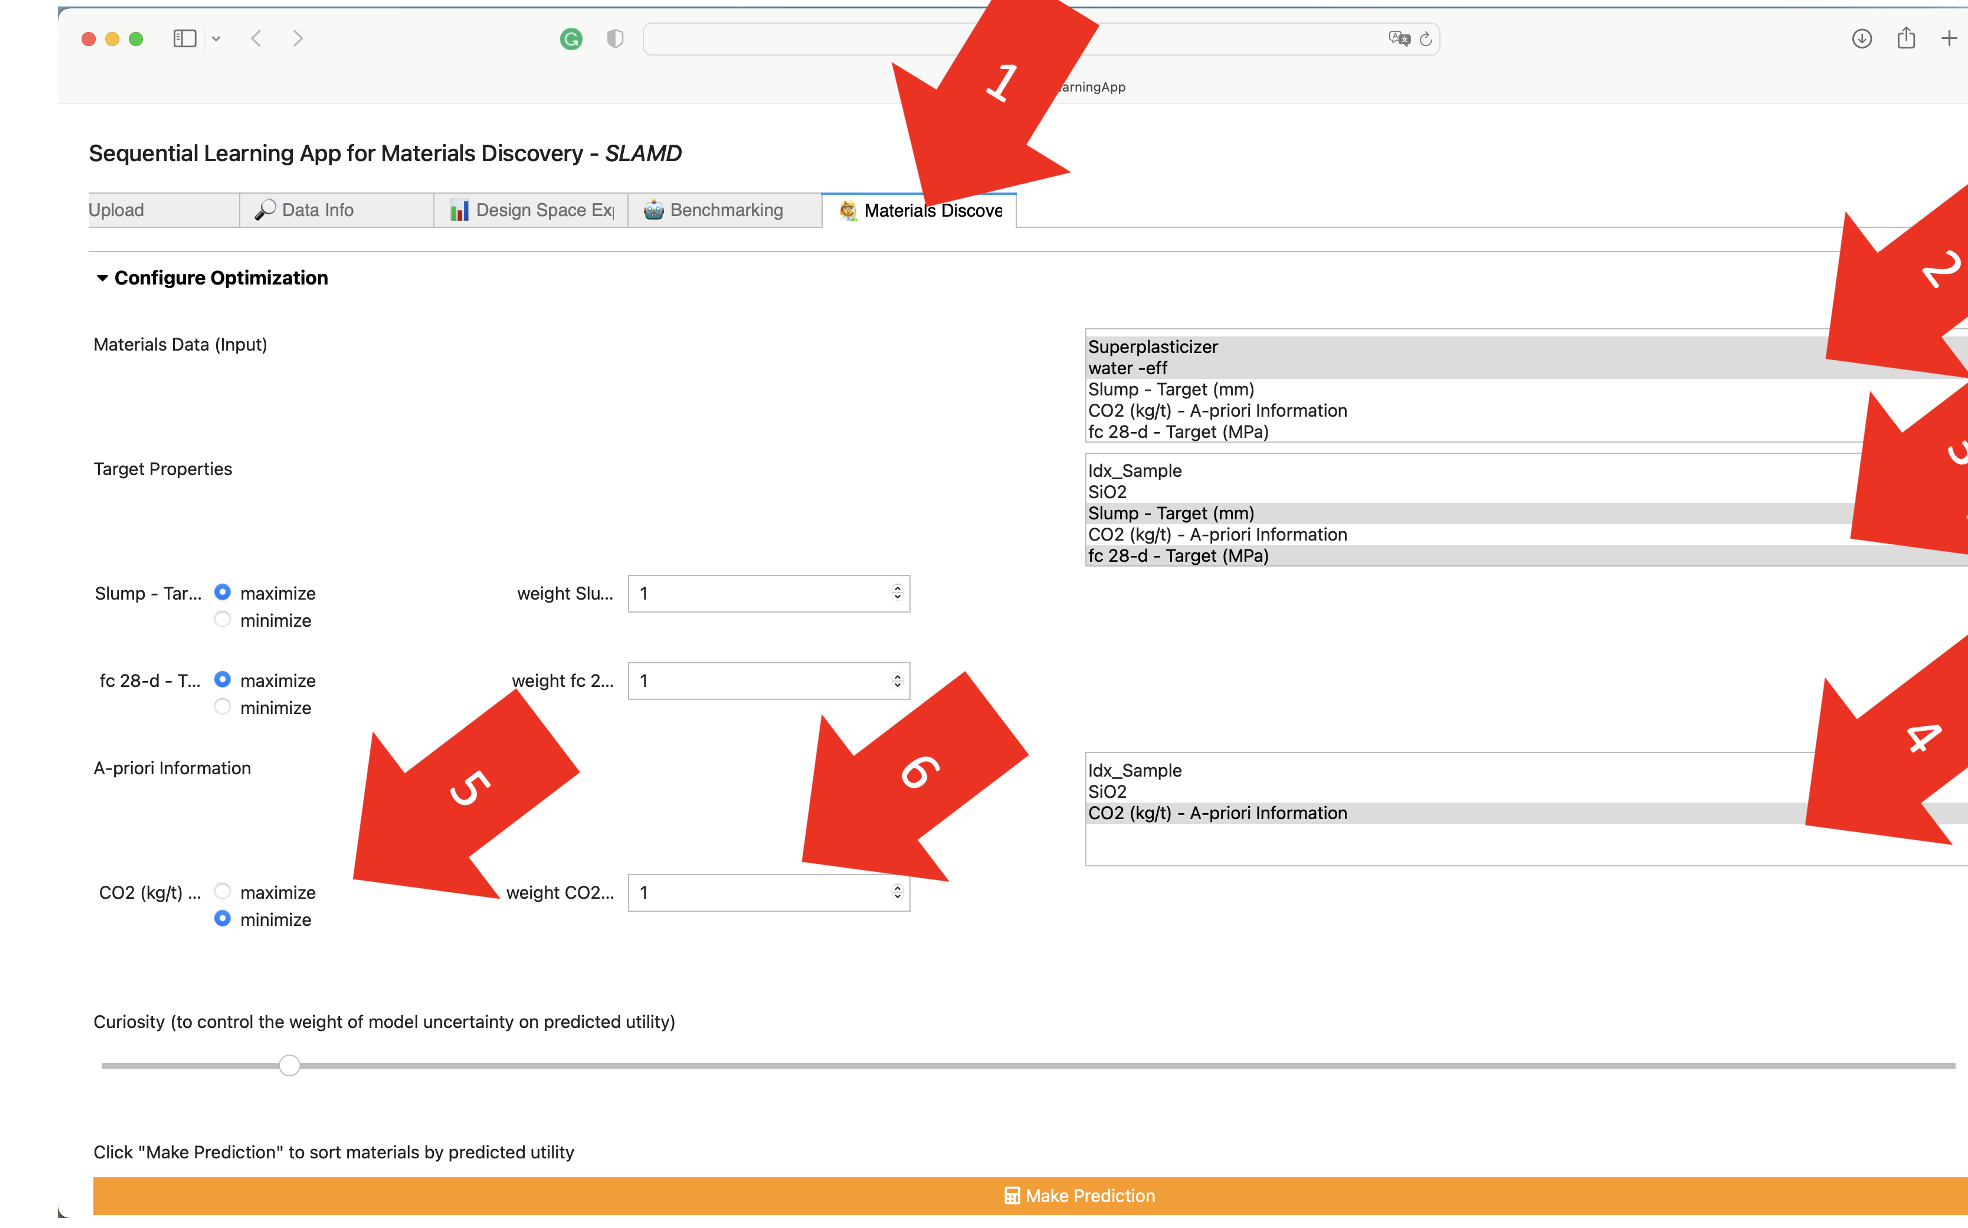 1
arningApp
Sequential Learning App for Materials Discovery - SLAMD
Upload
Data Info
Design Space Ex
Benchmarking
Materials Discove
2
Configure Optimization
Materials Data (Input)
Superplasticizer
water -eff
Slump - Target (mm)
CO2 (kg/t) - A-priori Information
fc 28-d - Target (MPa)
3
Target Properties
Idx_Sample
SiO2
Slump - Target (mm)
CO2 (kg/t) - A-priori Information
fc 28-d - Target (MPa)
Slump - Tar...
maximize
minimize
weight Slu...
1
fc 28-d - T...
maximize
minimize
weight fc 2...
1
4
5
6
A-priori Information
Idx_Sample
SiO2
CO2 (kg/t) - A-priori Information
CO2 (kg/t) ...
maximize
minimize
weight CO2...
1
Curiosity (to control the weight of model uncertainty on predicted utility)
Click "Make Prediction" to sort materials by predicted utility
Make Prediction